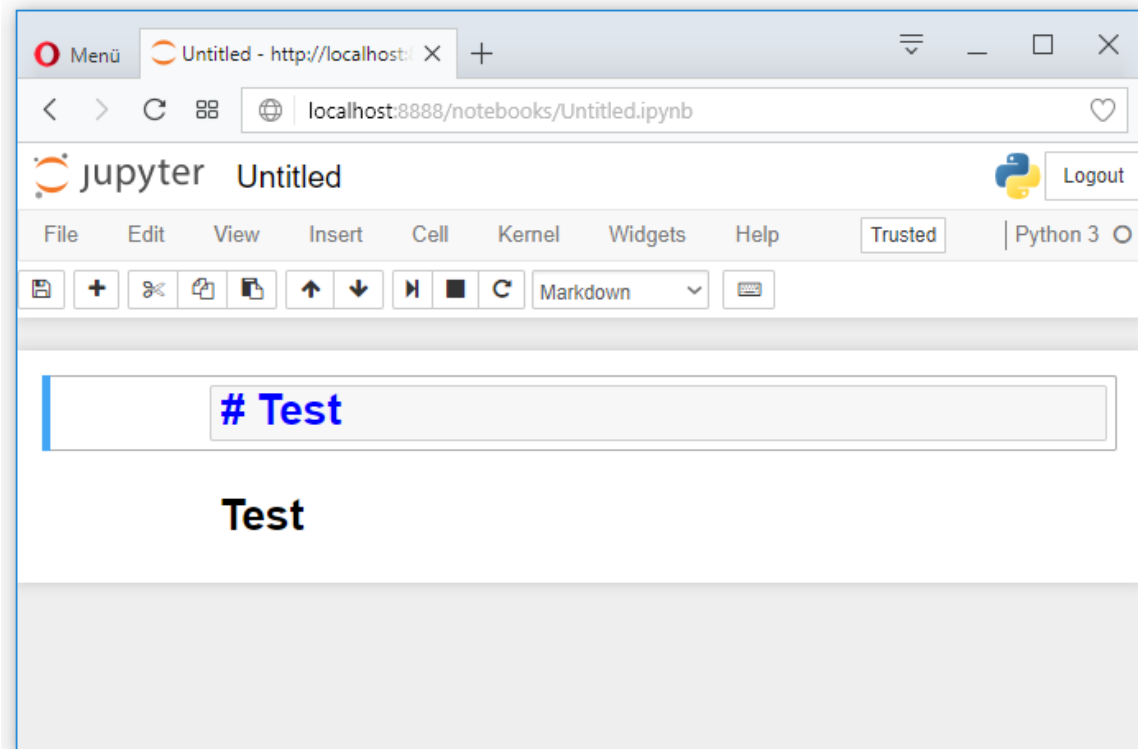 Menü Untitled - http://localhost:
localhost:8888/notebooks/Untitled.ipynb
jupyter Untitled Logout
File Edit View Insert Cell Kernel Widgets Help Trusted Python 3
Markdown
# Test
Test